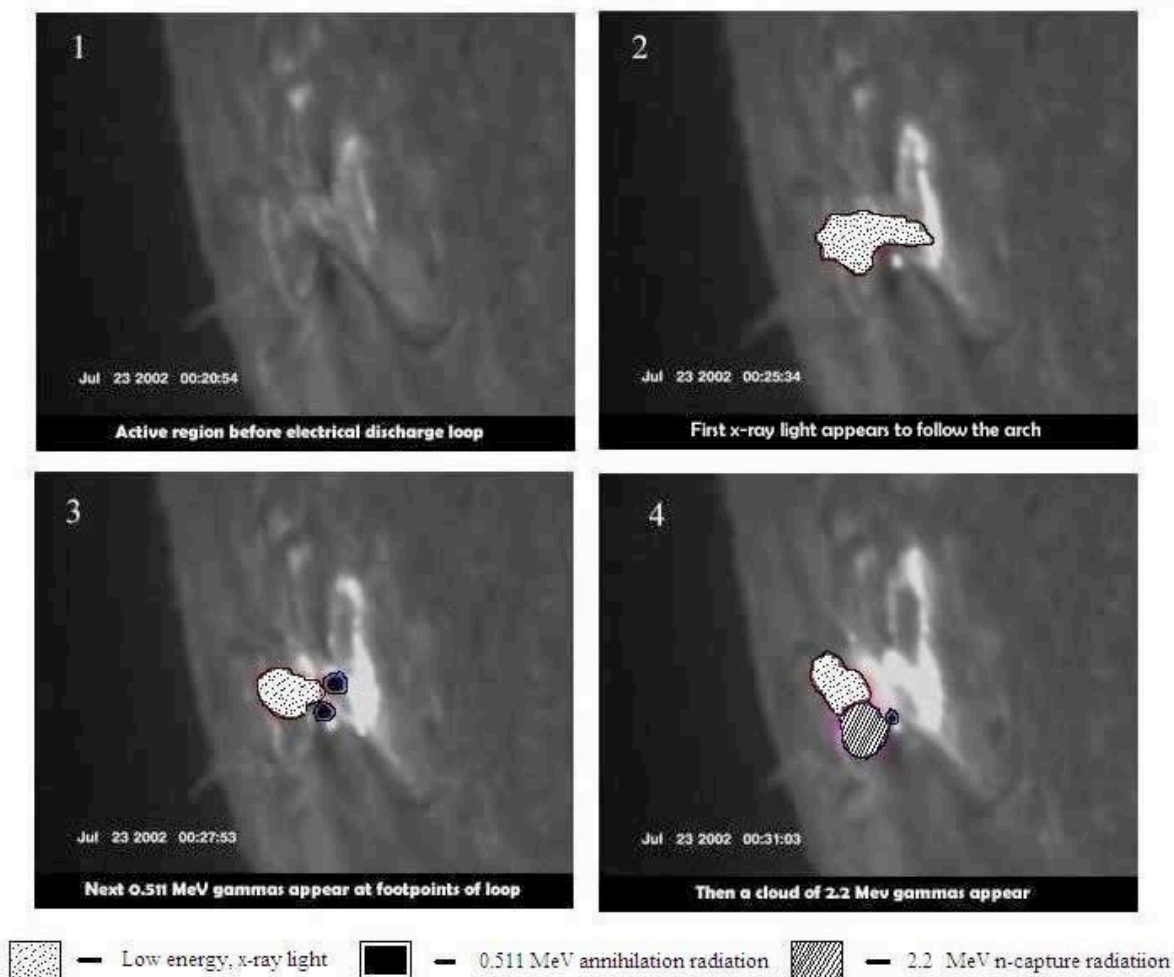 1
Jul 23 2002 00:20:54
Active region before electrical discharge loop
2
Jul 23 2002 00:25:34
First x-ray light appears to follow the arch
3
Jul 23 2002 00:27:53
Next 0.511 MeV gammas appear at footpoints of loop
4
Jul 23 2002 00:31:03
Then a cloud of 2.2 Mev gammas appear
– Low energy, x-ray light – 0.511 MeV annihilation radiation – 2.2 MeV n-capture radiatiion